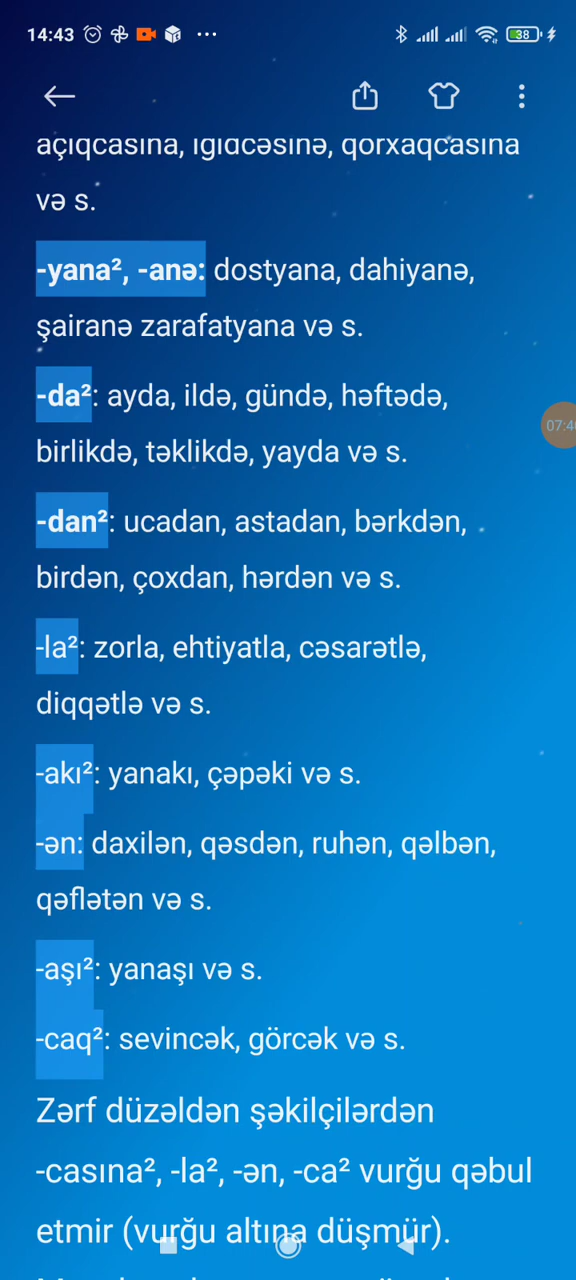 14:43
38
açıqcasına, igidcəsinə, qorxaqcasına
və s.
-yana², -anə: dostyana, dahiyanə,
şairanə zarafatyana və s.
-da²: ayda, ildə, gündə, həftədə,
07:4
birlikdə, təklikdə, yayda və s.
-dan²: ucadan, astadan, bərkdən,
birdən, çoxdan, hərdən və s.
-la²: zorla, ehtiyatla, cəsarətlə,
diqqətlə və s.
-akı²: yanakı, çəpəki və s.
-ən: daxilən, qəsdən, ruhən, qəlbən,
qəflətən və s.
-aşı²: yanaşı və s.
-caq²: sevincək, görcək və s.
Zərf düzəldən şəkilçilərdən
-casına², -la², -ən, -ca² vurğu qəbul
etmir (vurğu altına düşmür).